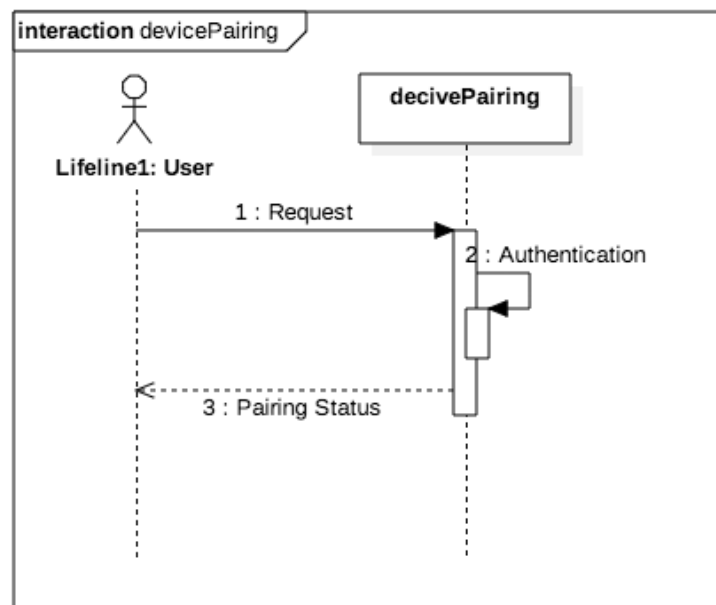 interaction devicePairing
decivePairing
Lifeline1: User
1 : Request
2 : Authentication
3 : Pairing Status